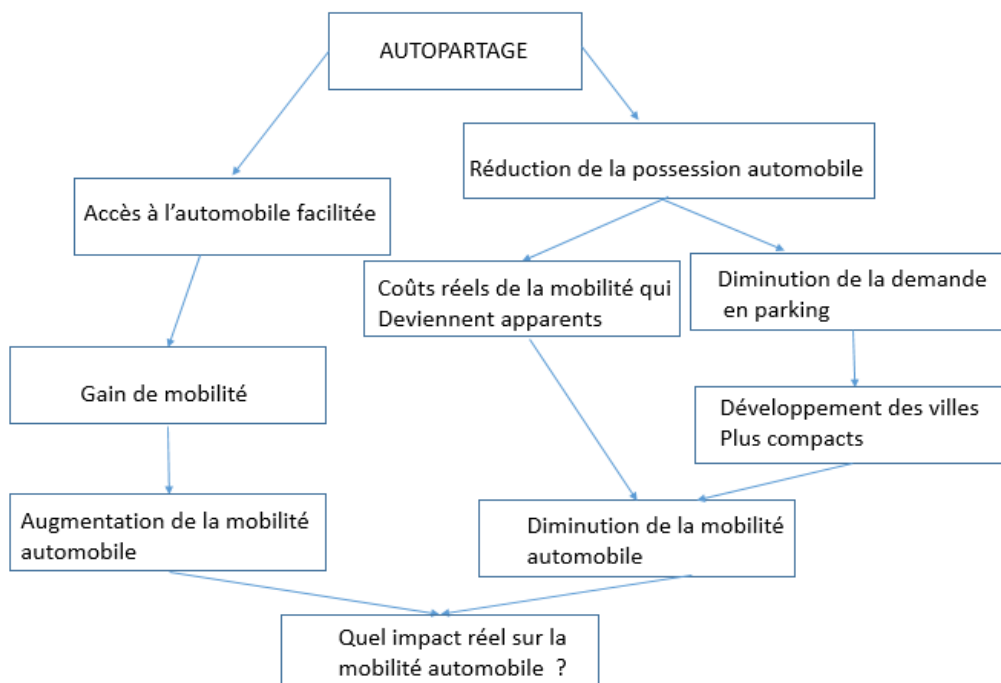 AUTOPARTAGE
Réduction de la possession automobile
Accès à l'automobile facilitée
Coûts réels de la mobilité qui
Deviennent apparents
Diminution de la demande
en parking
Gain de mobilité
Développement des villes
Plus compacts
Augmentation de la mobilité
automobile
Diminution de la mobilité
automobile
Quel impact réel sur la
mobilité automobile ?